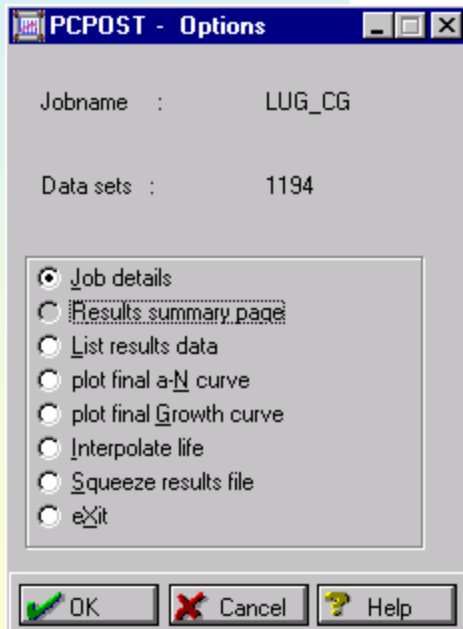 PCPOST - Options
Jobname : LUG_CG
Data sets : 1194
Job details
Results summary page
List results data
plot final a-N curve
plot final Growth curve
Interpolate life
Squeeze results file
eXit
OK Cancel Help